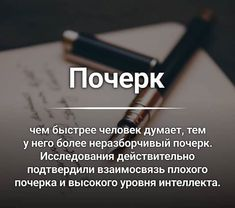 Почерк
чем быстрее человек думает, тем
у него более неразборчивый почерк.
Исследования действительно
подтвердили взаимосвязь плохого
почерка и высокого уровня интеллекта.